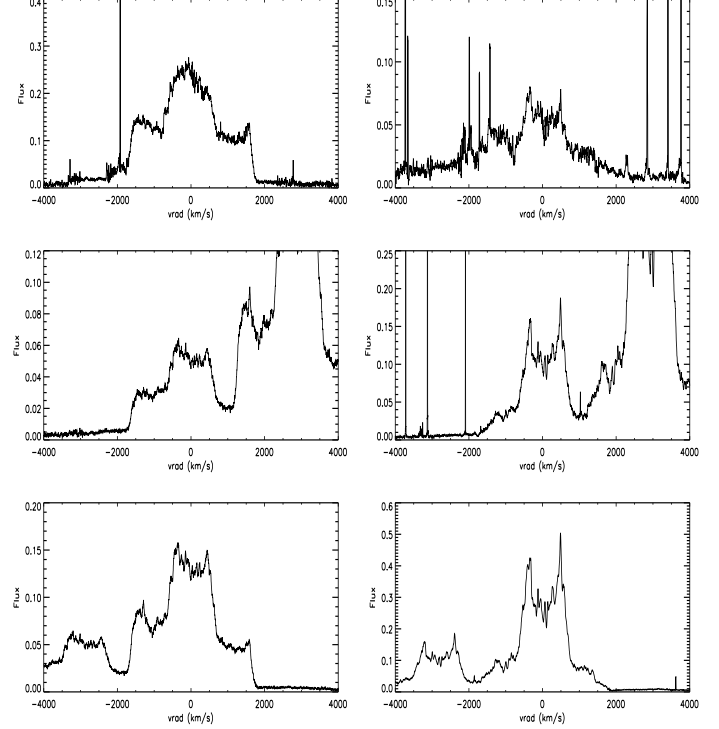 0.4 0.15
0.3
0.10
Flux 0.2 Flux
0.05
0.1
0.0 0.00
−4000 −2000 0 2000 4000 −4000 −2000 0 2000 4000
vrad (km/s) vrad (km/s)
0.12 0.25
0.10 0.20
0.08
0.15
Flux 0.06 Flux
0.10
0.04
0.02 0.05
0.00 0.00
−4000 −2000 0 2000 4000 −4000 −2000 0 2000 4000
vrad (km/s) vrad (km/s)
0.20 0.6
0.5
0.15
0.4
Flux 0.10 Flux 0.3
0.2
0.05
0.1
0.00 0.0
−4000 −2000 0 2000 4000 −4000 −2000 0 2000 4000
vrad (km/s) vrad (km/s)